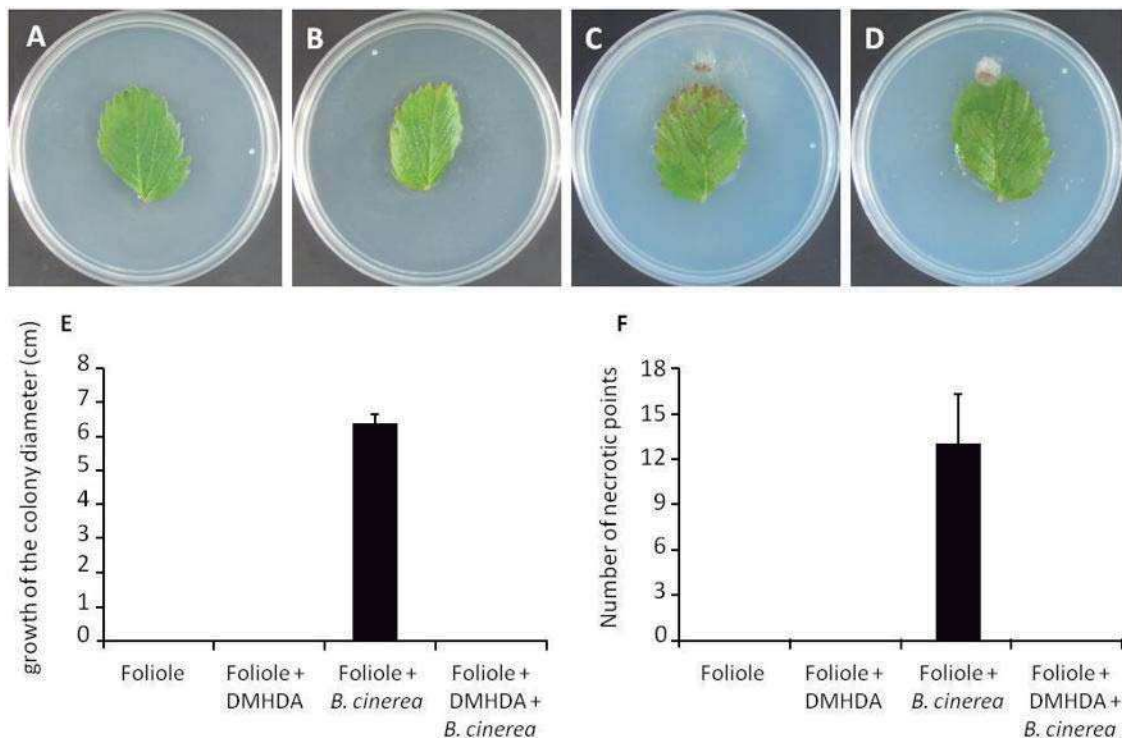 A B C D
E F
growth of the colony diameter (cm)
8
7
6
5
4
3
2
1
0
Foliole
Foliole +
DMHDA
Foliole +
B. cinerea
Foliole +
DMHDA +
B. cinerea
Number of necrotic points
18
15
12
9
6
3
0
Foliole
Foliole +
DMHDA
Foliole +
B. cinerea
Foliole +
DMHDA +
B. cinerea